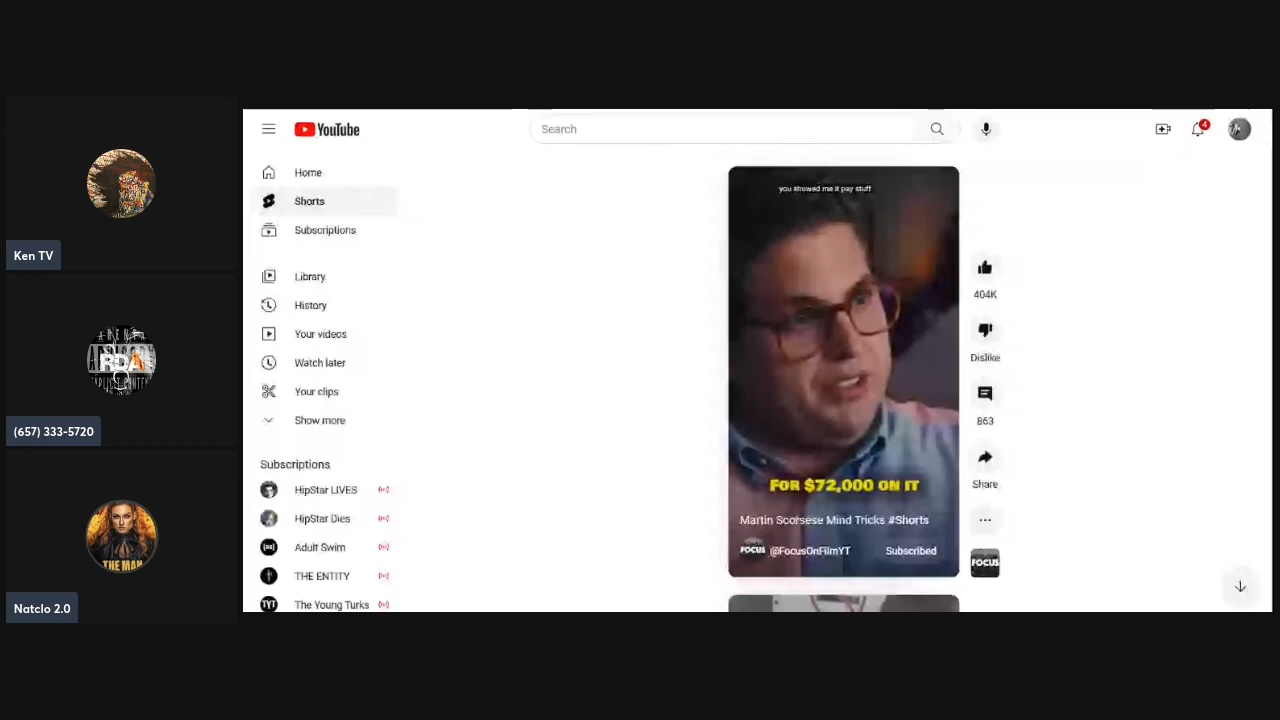 Ken TV
(657) 333-5720
THE MAN
Natclo 2.0
YouTube
Search
4
Home
Shorts
Subscriptions
Library
History
Your videos
Watch later
Your clips
Show more
Subscriptions
HipStar LIVES
HipStar Dies
Adult Swim
THE ENTITY
TYT
The Young Turks
you showed me it pay stuff
FOR $72,000 ON IT
Martin Scorsese Mind Tricks #Shorts
FOCUS
@FocusOnFilmYT
Subscribed
404K
Dislike
863
Share
FOCUS